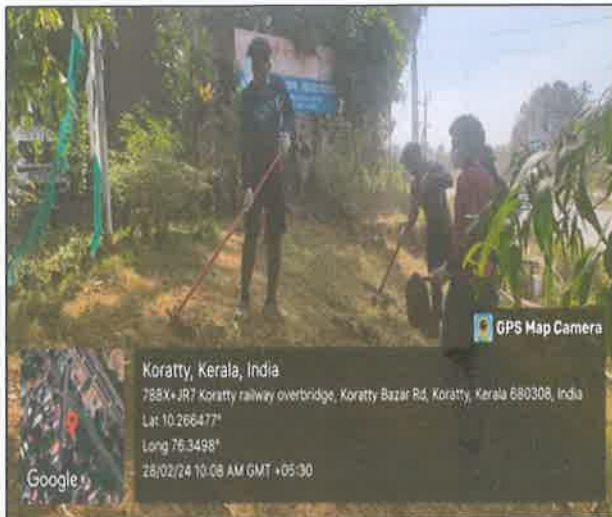 GPS Map Camera
Koratty, Kerala, India
788X+JR7 Koratty railway overbridge, Koratty Bazar Rd, Koratty, Kerala 680308, India
Lat 10.266477°
Long 76.3498°
28/02/24 10:08 AM GMT +05:30
Google